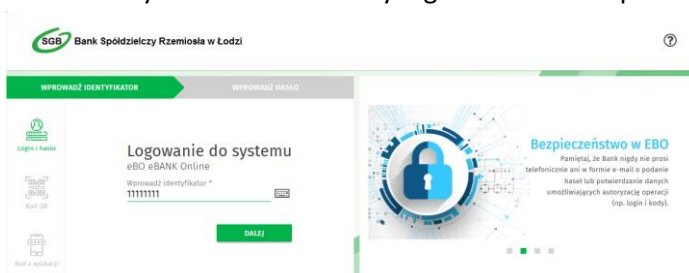 SGB Bank Spółdzielczy Rzemiosła w Łodzi
?
WPROWADŹ IDENTYFIKATOR
WPROWADŹ HASŁO
Login i hasło
Kod QR
Kod z aplikacji
Logowanie do systemu
eBO eBANK Online
Wprowadź identyfikator *
11111111
DALEJ
Bezpieczeństwo w EBO
Pamiętaj, że Bank nigdy nie prosi
telefonicznie ani w formie e-mail o podanie
haseł lub potwierdzanie danych
umożliwiających autoryzację operacji
(np. login i kody).